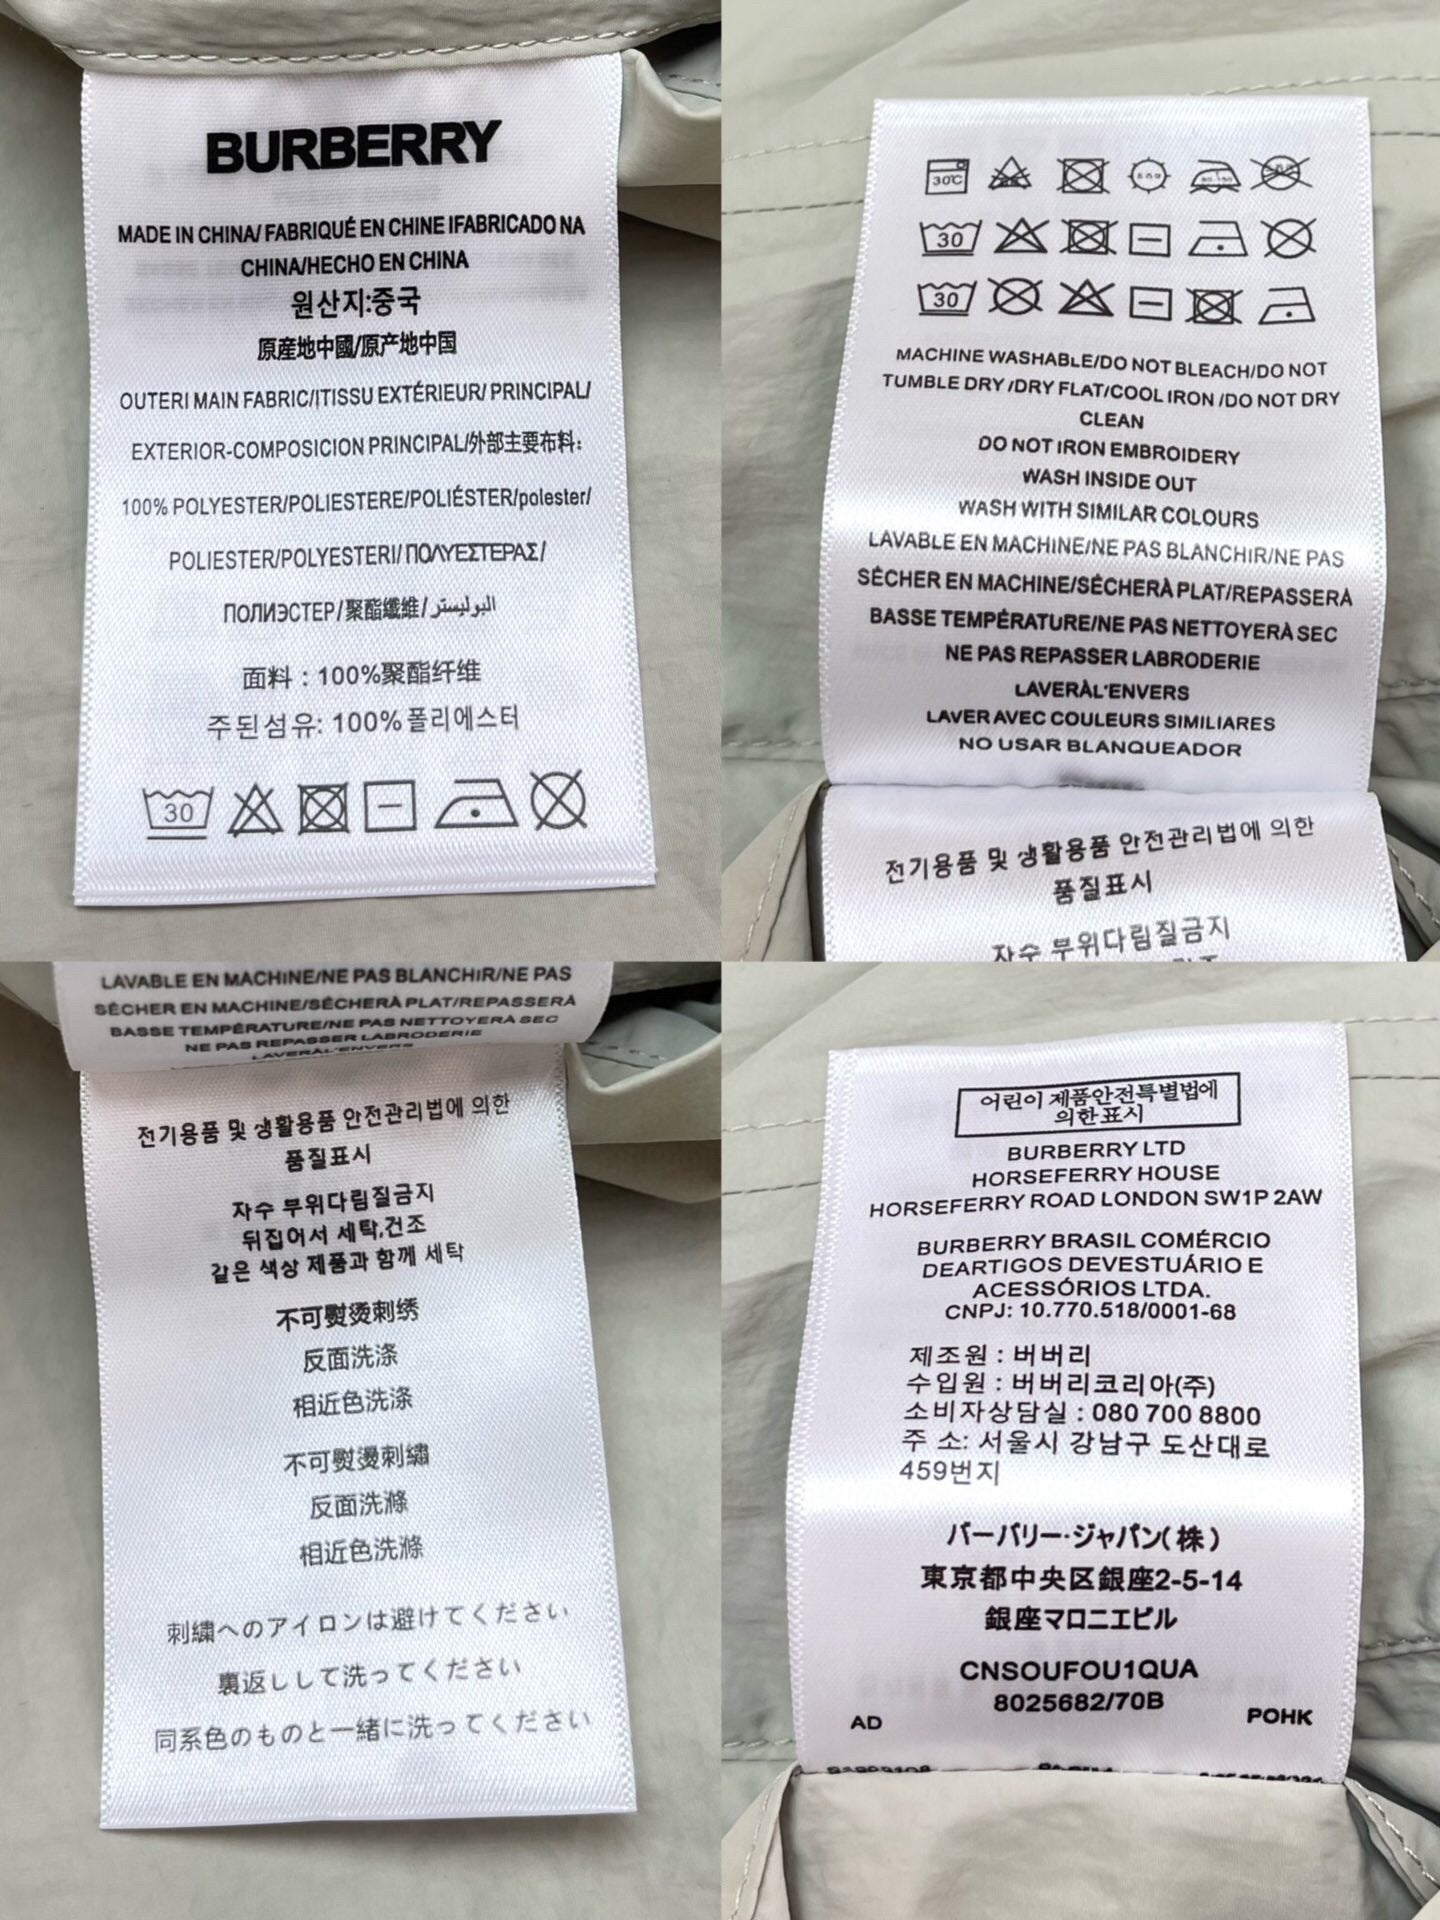 BURBERRY
MADE IN CHINA/ FABRIQUÉ EN CHINE IFABRICADO NA
CHINA/HECHO EN CHINA
원산지:중국
原産地中國/原产地中国
OUTERI MAIN FABRIC/ITISSU EXTÉRIEUR/ PRINCIPAL/
EXTERIOR-COMPOSICION PRINCIPAL/外部主要布料:
100% POLYESTER/POLIESTERE/POLIÉSTER/polester/
POLIESTER/POLYESTERI/ ΠΟΛΥΕΣΤΕΡΑΣ/
ПОЛИЭСТЕР/聚酯纖維/البوليستر
面料：100%聚酯纤维
주된섬유: 100%폴리에스터
30
30℃
30
30
MACHINE WASHABLE/DO NOT BLEACH/DO NOT
TUMBLE DRY /DRY FLAT/COOL IRON /DO NOT DRY
CLEAN
DO NOT IRON EMBROIDERY
WASH INSIDE OUT
WASH WITH SIMILAR COLOURS
LAVABLE EN MACHINE/NE PAS BLANCHIR/NE PAS
SÉCHER EN MACHINE/SÉCHERÀ PLAT/REPASSERÀ
BASSE TEMPÉRATURE/NE PAS NETTOYERÀ SEC
NE PAS REPASSER LABRODERIE
LAVERÀL'ENVERS
LAVER AVEC COULEURS SIMILIARES
NO USAR BLANQUEADOR
전기용품 및 생활용품 안전관리법에 의한
품질표시
자수 부위다림질금지
LAVABLE EN MACHINE/NE PAS BLANCHIR/NE PAS
SÉCHER EN MACHINE/SÉCHERÀ PLAT/REPASSERÀ
BASSE TEMPÉRATURE/NE PAS NETTOYERÀ SEC
NE PAS REPASSER LABRODERIE
LAVERÀL'ENVERS
전기용품 및 생활용품 안전관리법에 의한
품질표시
자수 부위다림질금지
뒤집어서 세탁,건조
같은 색상 제품과 함께 세탁
不可熨烫刺绣
反面洗涤
相近色洗涤
不可熨燙刺繡
反面洗滌
相近色洗滌
刺繍へのアイロンは避けてください
裏返しして洗ってください
同系色のものと一緒に洗ってください
어린이 제품안전특별법에
의한표시
BURBERRY LTD
HORSEFERRY HOUSE
HORSEFERRY ROAD LONDON SW1P 2AW
BURBERRY BRASIL COMÉRCIO
DEARTIGOS DEVESTUÁRIO E
ACESSÓRIOS LTDA.
CNPJ: 10.770.518/0001-68
제조원 : 버버리
수입원 : 버버리코리아(주)
소비자상담실 : 080 700 8800
주 소: 서울시 강남구 도산대로
459번지
バーバリー·ジャパン(株)
東京都中央区銀座2-5-14
銀座マロニエビル
CNSOUFOU1QUA
8025682/70B
AD POHK